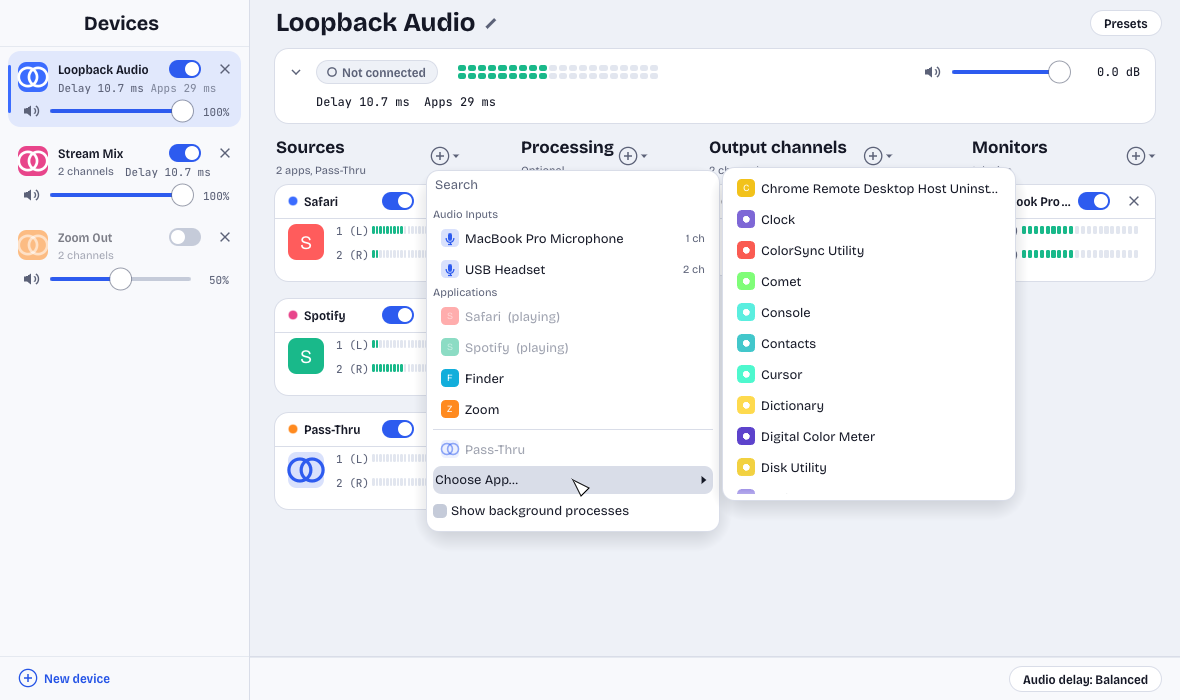 Devices
Loopback Audio
Delay 10.7 ms Apps 29 ms
100%
Stream Mix
2 channels Delay 10.7 ms
100%
Zoom Out
2 channels
50%
New device
Loopback Audio
Presets
Not connected
0.0 dB
Delay 10.7 ms Apps 29 ms
Sources
2 apps, Pass-Thru
Processing
Optional
Output channels
Monitors
Safari
S
1 (L)
2 (R)
Spotify
S
1 (L)
2 (R)
Pass-Thru
1 (L)
2 (R)
Search
Audio Inputs
MacBook Pro Microphone 1 ch
USB Headset 2 ch
Applications
S Safari (playing)
S Spotify (playing)
F Finder
Z Zoom
Pass-Thru
Choose App...
Show background processes
C Chrome Remote Desktop Host Uninst...
Clock
ColorSync Utility
Comet
Console
Contacts
Cursor
Dictionary
Digital Color Meter
Disk Utility
ook Pro...
Audio delay: Balanced